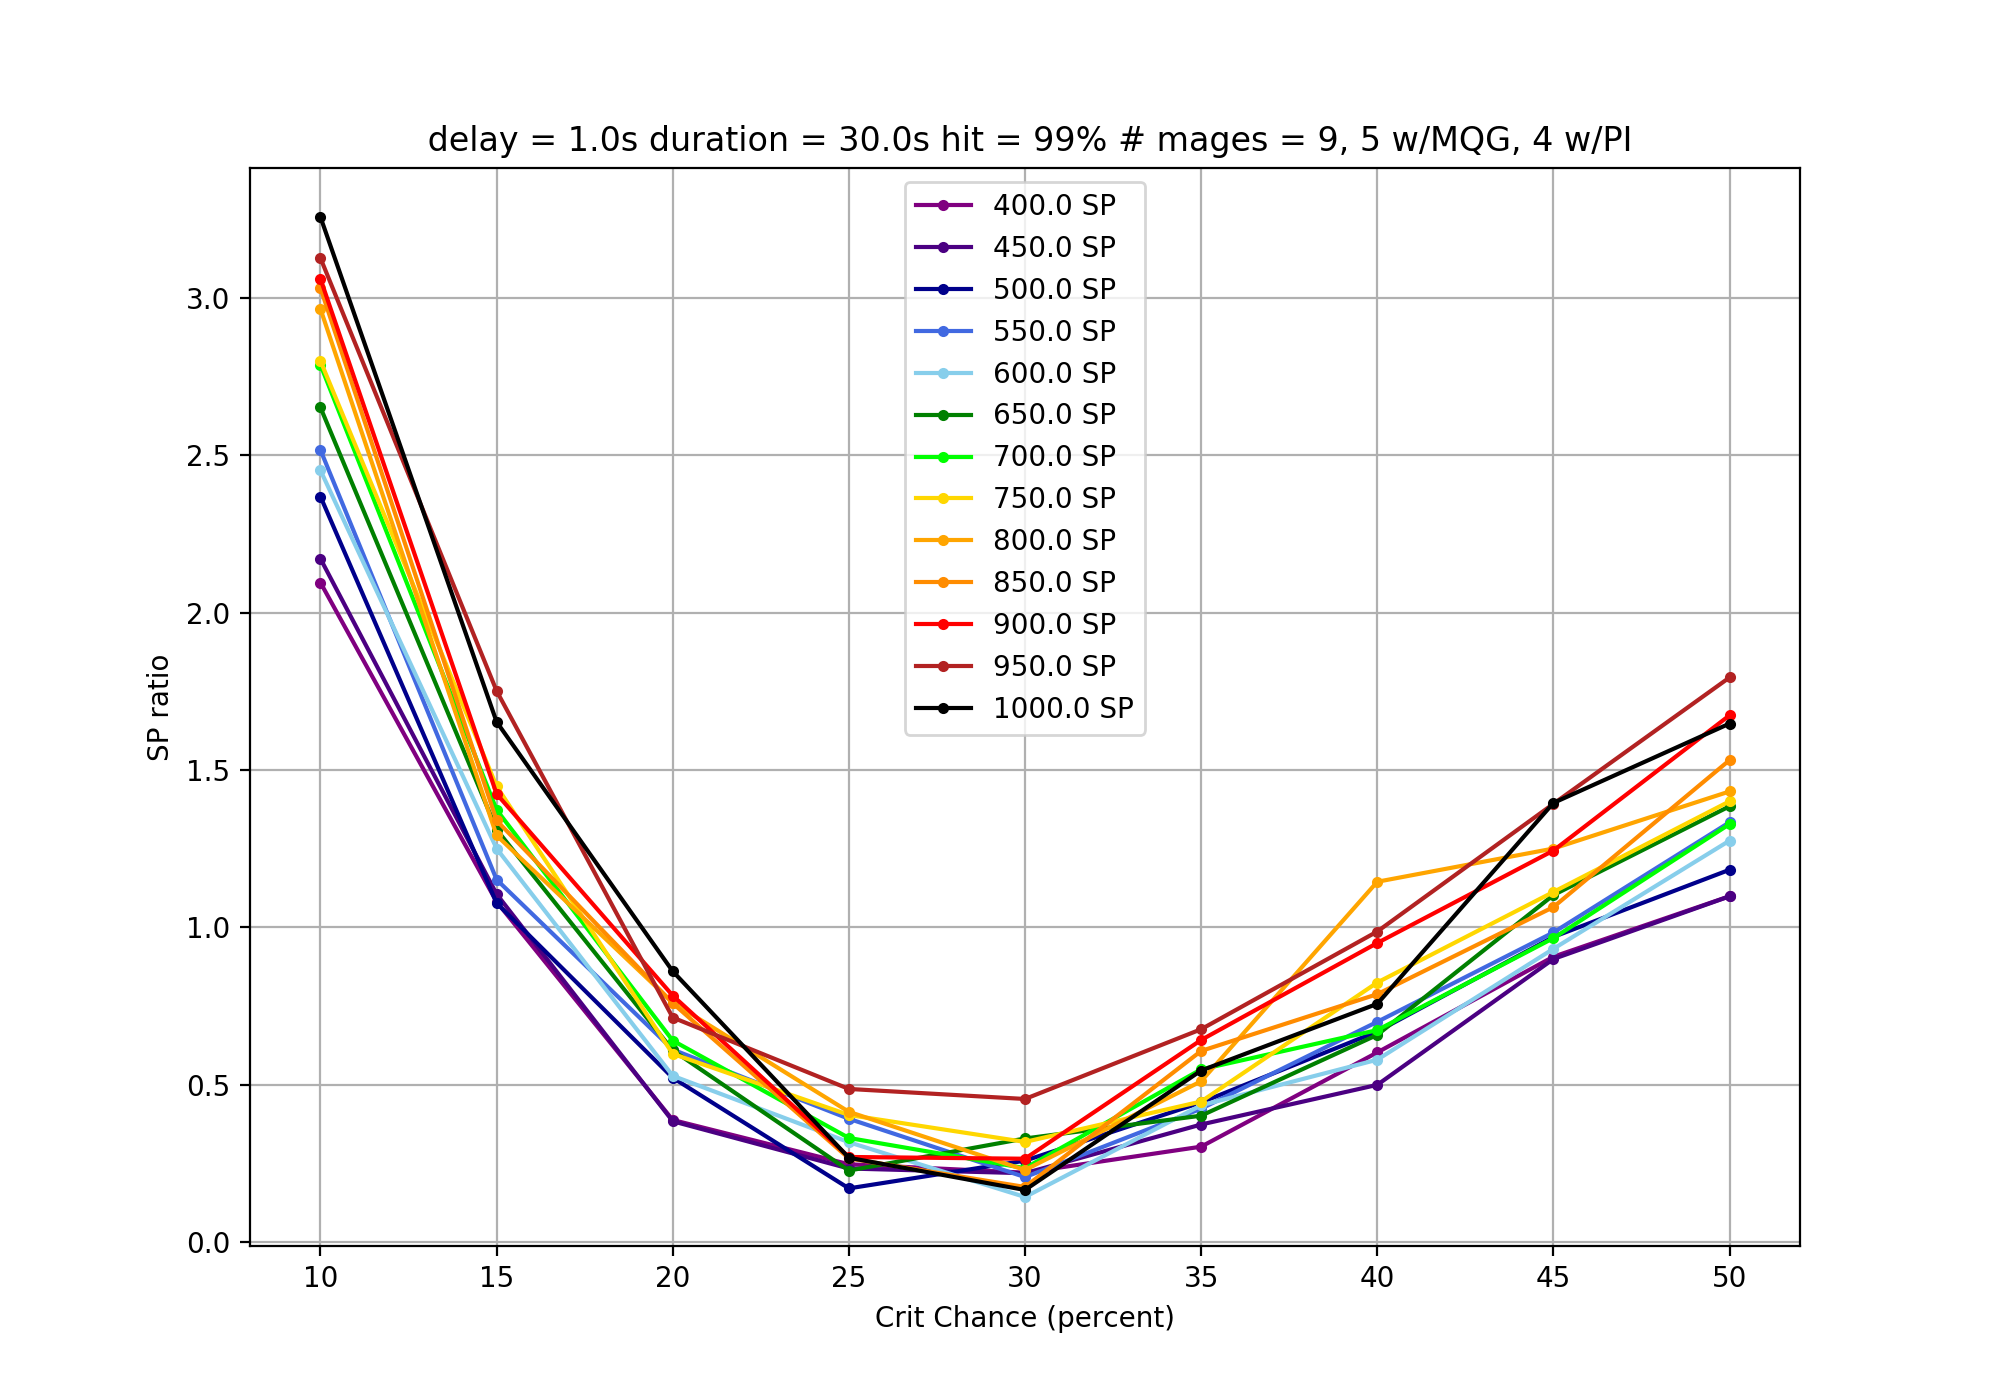 delay = 1.0s duration = 30.0s hit = 99% # mages = 9, 5 w/MQG, 4 w/PI
400.0 SP
450.0 SP
500.0 SP
550.0 SP
600.0 SP
650.0 SP
700.0 SP
750.0 SP
800.0 SP
850.0 SP
900.0 SP
950.0 SP
1000.0 SP
SP ratio
3.0
2.5
2.0
1.5
1.0
0.5
0.0
10 15 20 25 30 35 40 45 50
Crit Chance (percent)